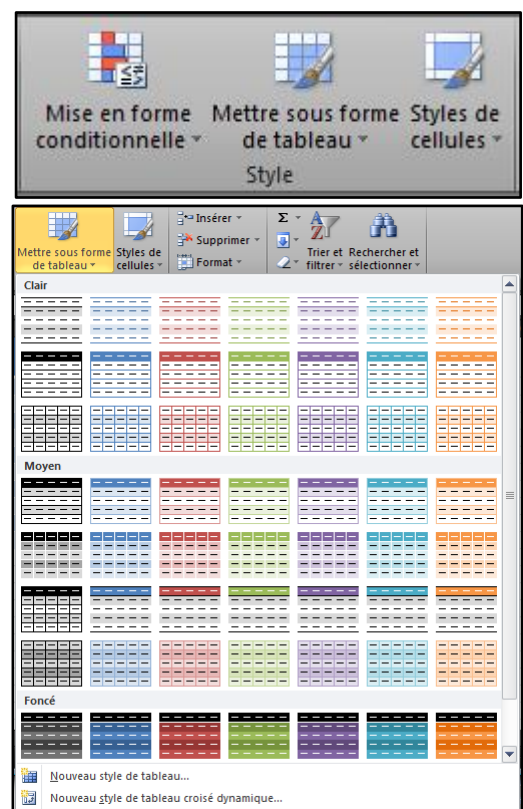 Mise en forme Mettre sous forme Styles de
conditionnelle de tableau cellules
Style
Mettre sous forme
de tableau
Styles de
cellules
Insérer
Supprimer
Format
Σ
Trier et
filtrer
Rechercher et
sélectionner
Clair
Moyen
Foncé
Nouveau style de tableau...
Nouveau style de tableau croisé dynamique...